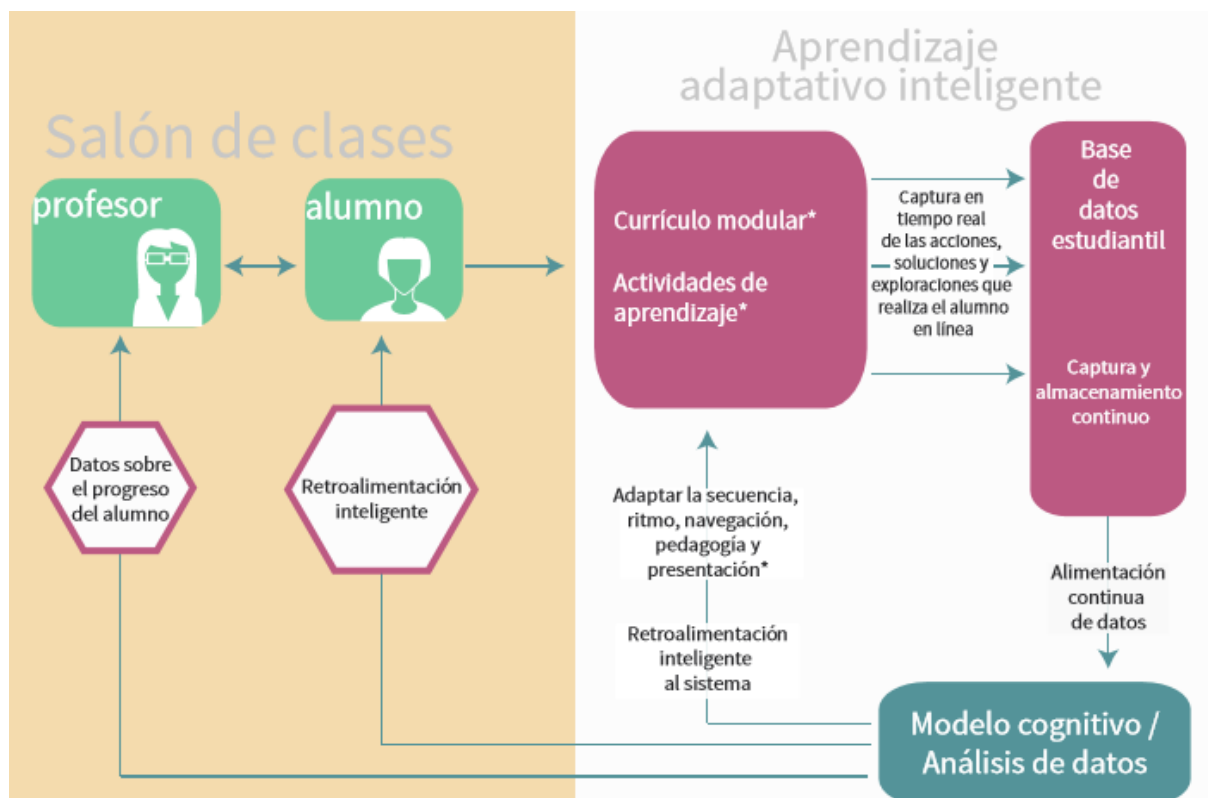 Salón de clases
profesor
alumno
Datos sobre
el progreso
del alumno
Retroalimentación
inteligente
Aprendizaje
adaptativo inteligente
Currículo modular*
Actividades de
aprendizaje*
Captura en
tiempo real
de las acciones,
soluciones y
exploraciones que
realiza el alumno
en línea
Base
de
datos
estudiantil
Captura y
almacenamiento
continuo
Adaptar la secuencia,
ritmo, navegación,
pedagogía y
presentación*
Retroalimentación
inteligente
al sistema
Alimentación
continua
de datos
Modelo cognitivo /
Análisis de datos